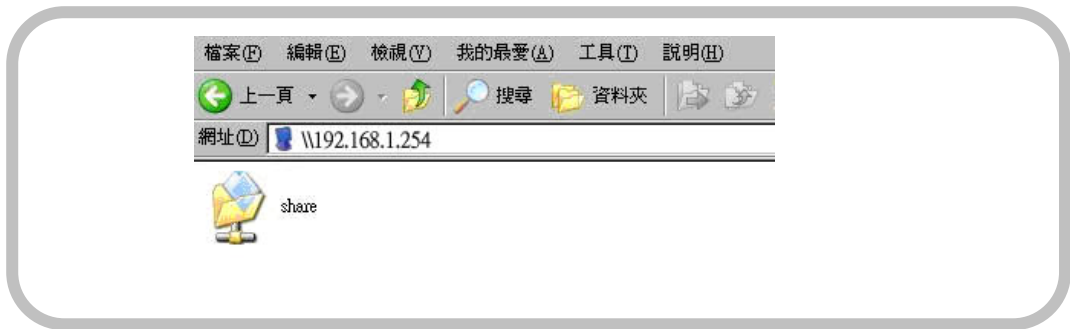 檔案(F) 編輯(E) 檢視(V) 我的最愛(A) 工具(T) 說明(H)
上一頁 搜尋 資料夾
網址(D) \\192.168.1.254
share